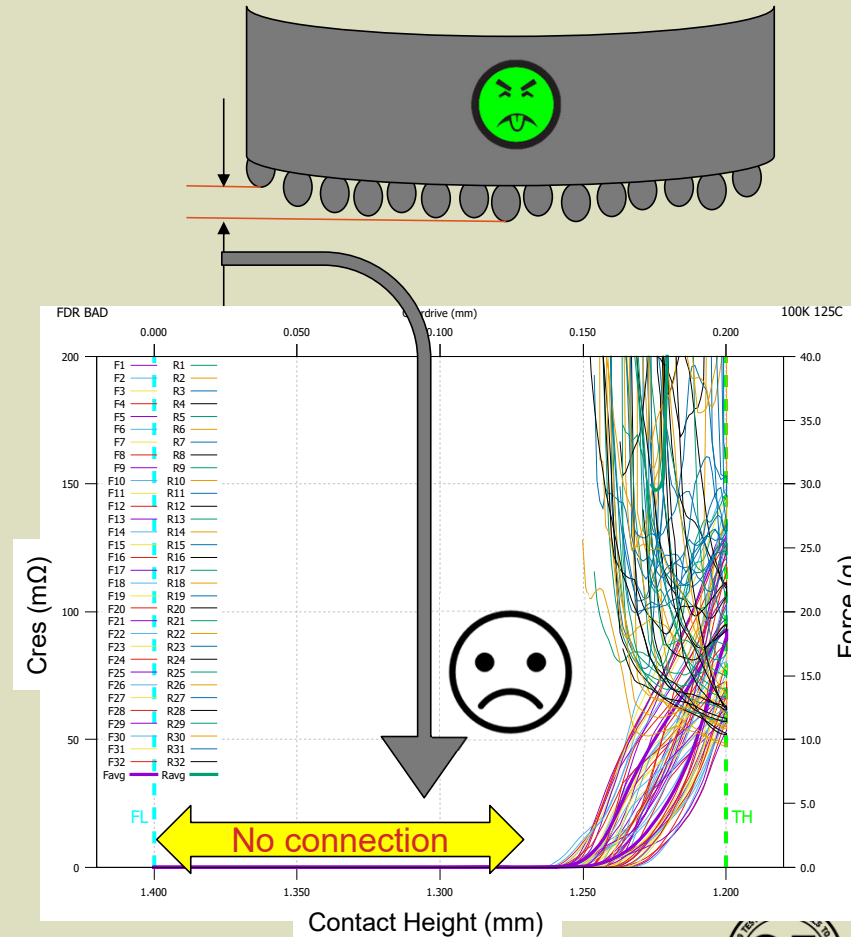 FDR BAD
rdrive (mm)
100K 125C
0.000 0.050 0.100 0.150 0.200
200
150
100
50
0
40.0
35.0
30.0
25.0
20.0
15.0
10.0
5.0
0.0
F1 R1
F2 R2
F3 R3
F4 R4
F5 R5
F6 R6
F7 R7
F8 R8
F9 R9
F10 R10
F11 R11
F12 R12
F13 R13
F14 R14
F15 R15
F16 R16
F17 R17
F18 R18
F19 R19
F20 R20
F21 R21
F22 R22
F23 R23
F24 R24
F25 R25
F26 R26
F27 R27
F28 R28
F29 R29
F30 R30
F31 R31
F32 R32
Favg Ravg
FL
TH
No connection
Cres (mΩ)
Force (g)
1.400 1.350 1.300 1.250 1.200
Contact Height (mm)